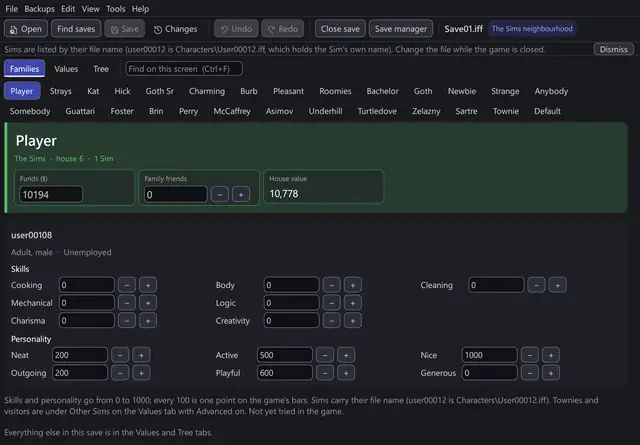 File Backups Edit View Tools Help
Open Find saves Save Changes Undo Redo Close save Save manager Save01.iff The Sims neighbourhood
Sims are listed by their file name (user00012 is Characters\User00012.iff, which holds the Sim's own name). Change the file while the game is closed. Dismiss
Families Values Tree Find on this screen (Ctrl+F)
Player Strays Kat Hick Goth Sr Charming Burb Pleasant Roomies Bachelor Goth Newbie Strange Anybody
Somebody Guattari Foster Brin Perry McCaffrey Asimov Underhill Turtledove Zelazny Sartre Townie Default
Player
The Sims · house 6 · 1 Sim
Funds ($) Family friends House value
10194 0 − + 10,778
user00108
Adult, male · Unemployed
Skills
Cooking 0 − + Body 0 − + Cleaning 0 − +
Mechanical 0 − + Logic 0 − +
Charisma 0 − + Creativity 0 − +
Personality
Neat 200 − + Active 500 − + Nice 1000 − +
Outgoing 200 − + Playful 600 − + Generous 0 − +
Skills and personality go from 0 to 1000; every 100 is one point on the game's bars. Sims carry their file name (user00012 is Characters\User00012.iff). Townies and
visitors are under Other Sims on the Values tab with Advanced on. Not yet tried in the game.
Everything else in this save is in the Values and Tree tabs.